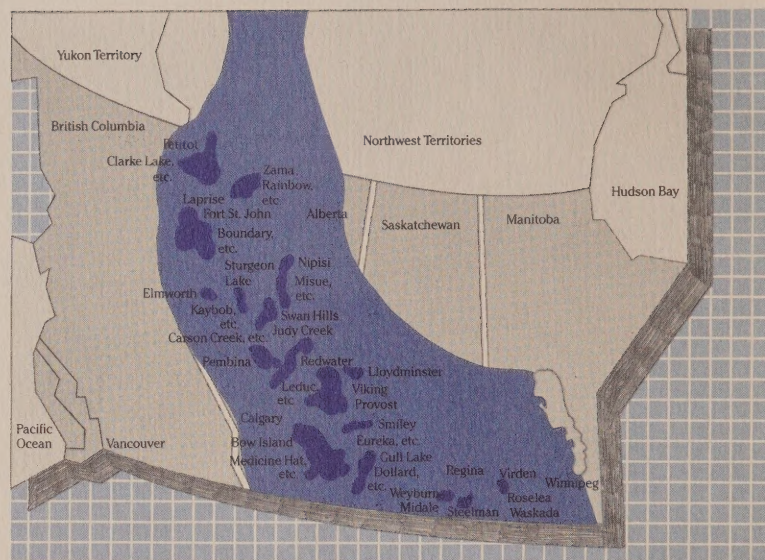 Yukon Territory
British Columbia
Petitot
Clarke Lake,
etc.
Zama
Rainbow,
etc
Northwest Territories
Hudson Bay
Laprise
Fort St. John
Alberta
Saskatchewan
Manitoba
Boundary,
etc.
Sturgeon
Lake
Nipisi
Misue,
etc.
Elmworth
Kaybob,
etc.
Swan Hills
Judy Creek
Carson Creek, etc.
Pembina
Redwater
Lloydminster
Leduc,
etc
Viking
Provost
Calgary
Smiley
Eureka, etc.
Bow Island
Medicine Hat,
etc.
Gull Lake
Dollard,
etc.
Pacific
Ocean
Vancouver
Regina
Virden
Winnipeg
Weyburn
Midale
Steelman
Roselea
Waskada